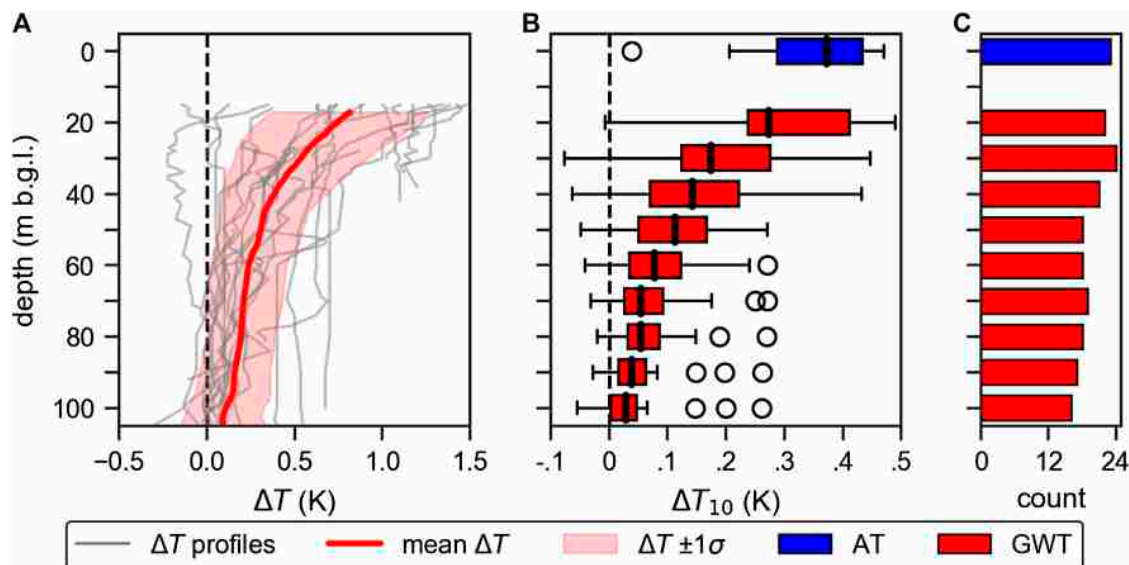 A
B
C
depth (m b.g.l.)
0
20
40
60
80
100
−0.5 0.0 0.5 1.0 1.5
-.1 0 .1 .2 .3 .4 .5
0 12 24
ΔT (K)
ΔT₁₀ (K)
count
ΔT profiles mean ΔT ΔT ±1σ AT GWT